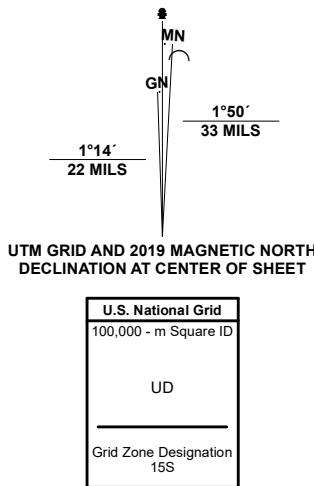 MN
GN
1°50´
33 MILS
1°14´
22 MILS
UTM GRID AND 2019 MAGNETIC NORTH
DECLINATION AT CENTER OF SHEET
U.S. National Grid
100,000 - m Square ID
UD
Grid Zone Designation
15S